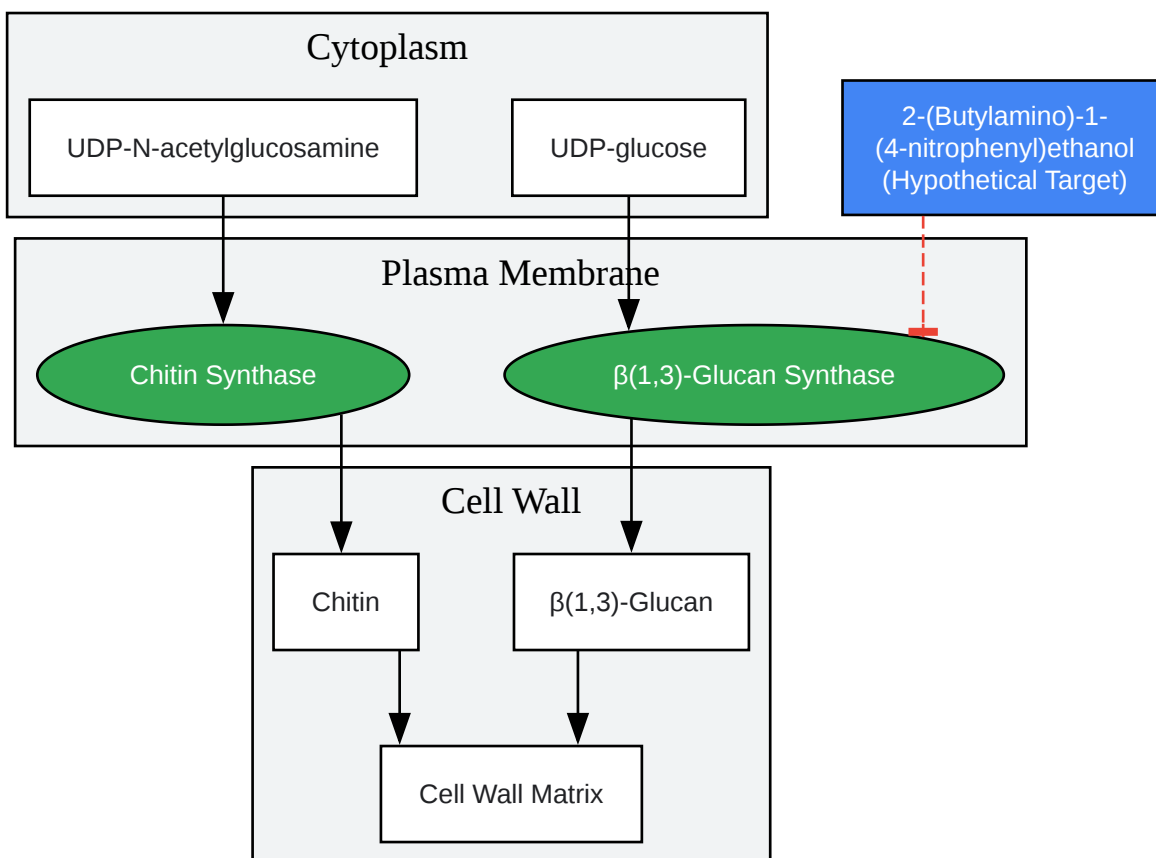 Cytoplasm
UDP-N-acetylglucosamine
UDP-glucose
2-(Butylamino)-1-
(4-nitrophenyl)ethanol
(Hypothetical Target)
Plasma Membrane
Chitin Synthase
β(1,3)-Glucan Synthase
Cell Wall
Chitin
β(1,3)-Glucan
Cell Wall Matrix